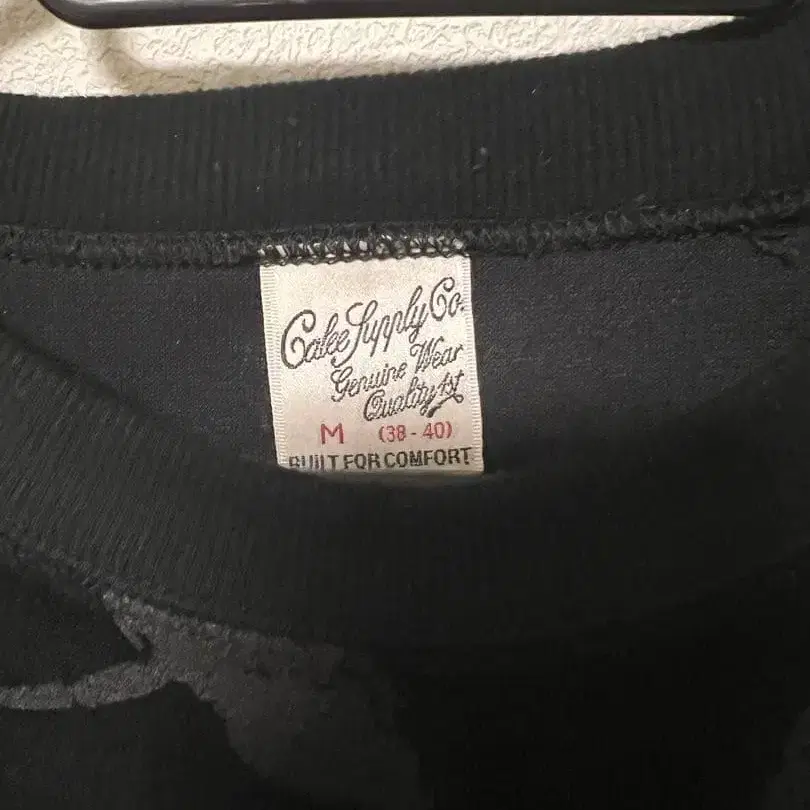 Calee Supply Co.
Genuine Wear
Quality 1st
M (38-40)
BUILT FOR COMFORT